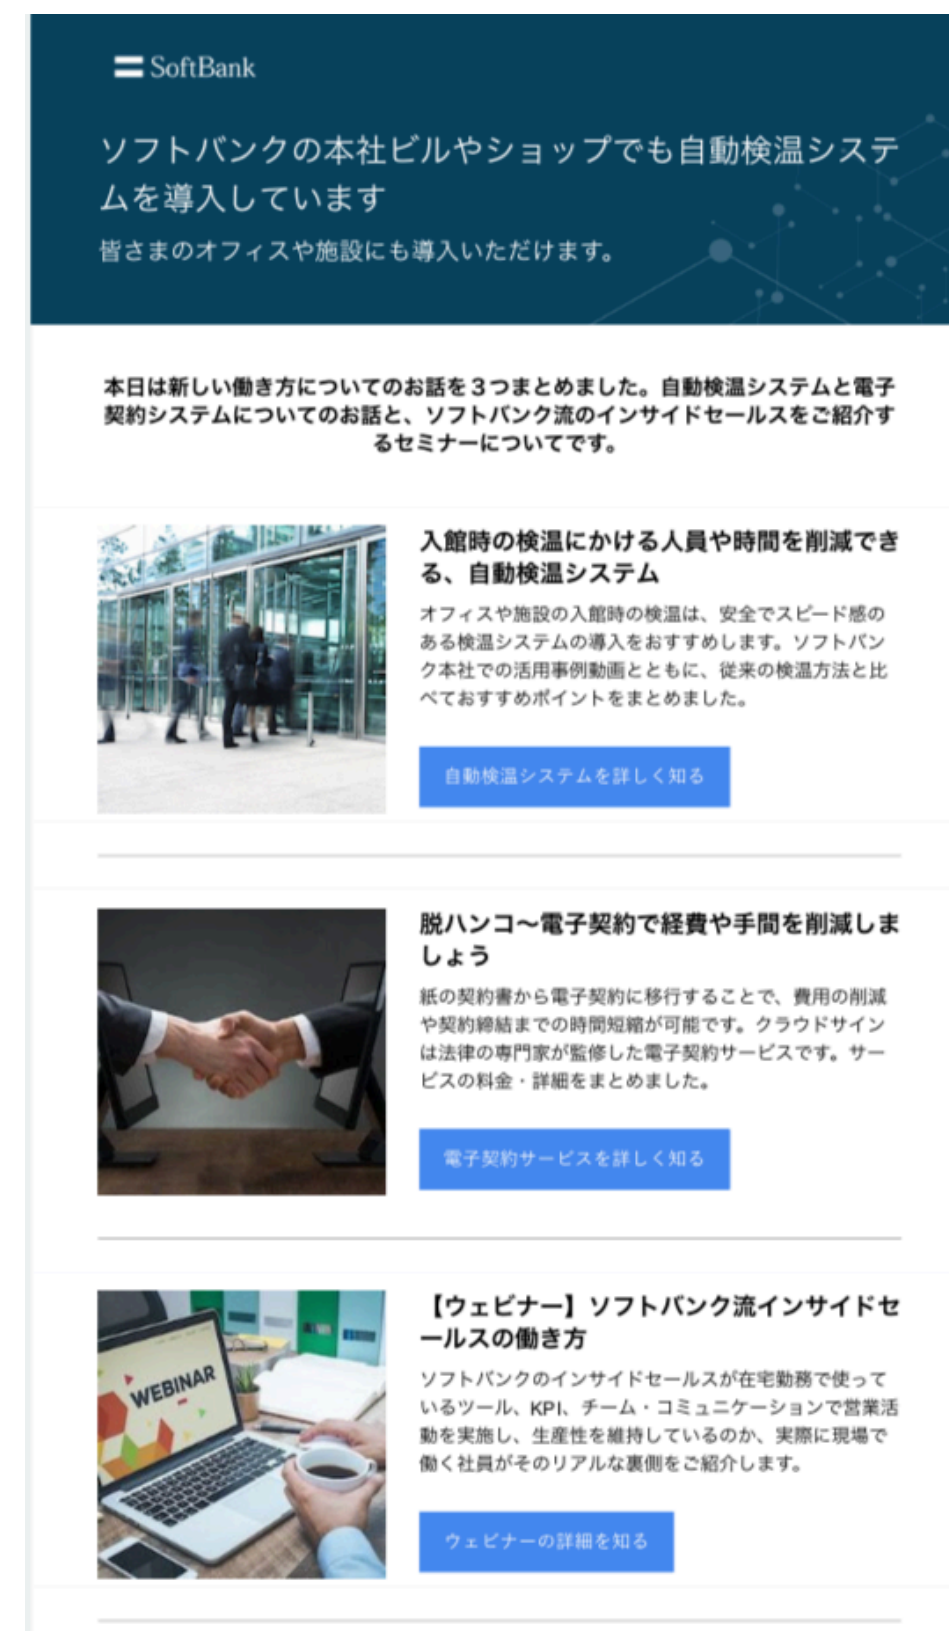 SoftBank
ソフトバンクの本社ビルやショップでも自動検温システ
ムを導入しています
皆さまのオフィスや施設にも導入いただけます。
本日は新しい働き方についてのお話を３つまとめました。自動検温システムと電子
契約システムについてのお話と、ソフトバンク流のインサイドセールスをご紹介す
るセミナーについてです。
入館時の検温にかける人員や時間を削減でき
る、自動検温システム
オフィスや施設の入館時の検温は、安全でスピード感の
ある検温システムの導入をおすすめします。ソフトバン
ク本社での活用事例動画とともに、従来の検温方法と比
べておすすめポイントをまとめました。
自動検温システムを詳しく知る
脱ハンコ～電子契約で経費や手間を削減しま
しょう
紙の契約書から電子契約に移行することで、費用の削減
や契約締結までの時間短縮が可能です。クラウドサイン
は法律の専門家が監修した電子契約サービスです。サー
ビスの料金・詳細をまとめました。
電子契約サービスを詳しく知る
【ウェビナー】ソフトバンク流インサイドセ
ールスの働き方
WEBINAR
ソフトバンクのインサイドセールスが在宅勤務で使って
いるツール、KPI、チーム・コミュニケーションで営業活
動を実施し、生産性を維持しているのか、実際に現場で
働く社員がそのリアルな裏側をご紹介します。
ウェビナーの詳細を知る